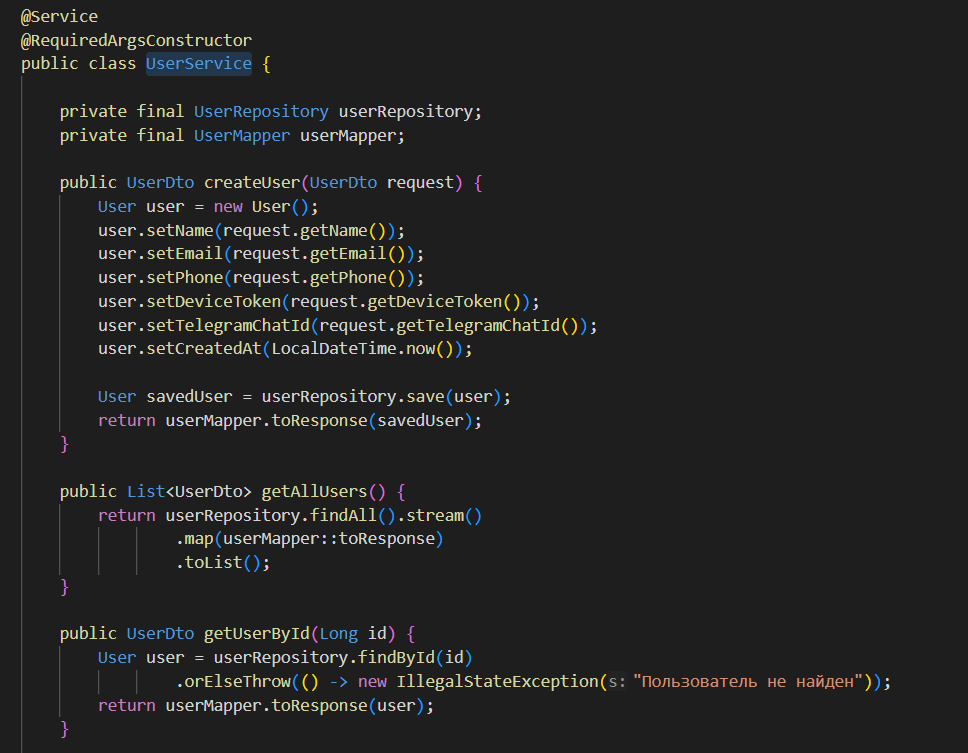 @Service
@RequiredArgsConstructor
public class UserService {
private final UserRepository userRepository;
private final UserMapper userMapper;
public UserDto createUser(UserDto request) {
User user = new User();
user.setName(request.getName());
user.setEmail(request.getEmail());
user.setPhone(request.getPhone());
user.setDeviceToken(request.getDeviceToken());
user.setTelegramChatId(request.getTelegramChatId());
user.setCreatedAt(LocalDateTime.now());
User savedUser = userRepository.save(user);
return userMapper.toResponse(savedUser);
}
public List<UserDto> getAllUsers() {
return userRepository.findAll().stream()
.map(userMapper::toResponse)
.toList();
}
public UserDto getUserById(Long id) {
User user = userRepository.findById(id)
.orElseThrow(() -> new IllegalStateException(s: "Пользователь не найден"));
return userMapper.toResponse(user);
}